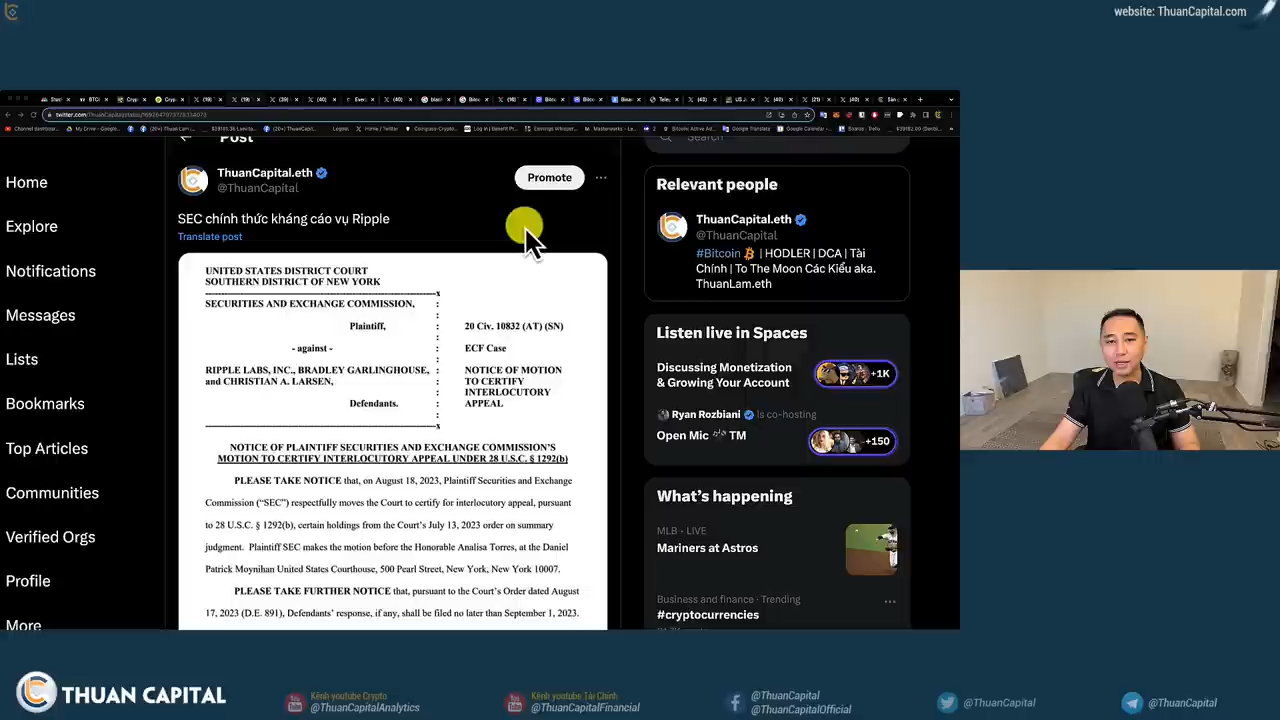 website: ThuanCapital.com
Post
ThuanCapital.eth
@ThuanCapital
Promote
SEC chính thức kháng cáo vụ Ripple
Translate post
UNITED STATES DISTRICT COURT
SOUTHERN DISTRICT OF NEW YORK
SECURITIES AND EXCHANGE COMMISSION,
Plaintiff,
- against -
RIPPLE LABS, INC., BRADLEY GARLINGHOUSE,
and CHRISTIAN A. LARSEN,
Defendants.
20 Civ. 10832 (AT) (SN)
ECF Case
NOTICE OF MOTION
TO CERTIFY
INTERLOCUTORY
APPEAL
NOTICE OF PLAINTIFF SECURITIES AND EXCHANGE COMMISSION'S
MOTION TO CERTIFY INTERLOCUTORY APPEAL UNDER 28 U.S.C. § 1292(b)
PLEASE TAKE NOTICE that, on August 18, 2023, Plaintiff Securities and Exchange
Commission ("SEC") respectfully moves the Court to certify for interlocutory appeal, pursuant
to 28 U.S.C. § 1292(b), certain holdings from the Court's July 13, 2023 order on summary
judgment. Plaintiff SEC makes the motion before the Honorable Analisa Torres, at the Daniel
Patrick Moynihan United States Courthouse, 500 Pearl Street, New York, New York 10007.
PLEASE TAKE FURTHER NOTICE that, pursuant to the Court's Order dated August
17, 2023 (D.E. 891), Defendants' response, if any, shall be filed no later than September 1, 2023.
Home
Explore
Notifications
Messages
Lists
Bookmarks
Top Articles
Communities
Verified Orgs
Profile
More
Search
Relevant people
ThuanCapital.eth
@ThuanCapital
#Bitcoin | HODLER | DCA | Tài
Chính | To The Moon Các Kiểu aka.
ThuanLam.eth
Listen live in Spaces
Discussing Monetization
& Growing Your Account
+1K
Ryan Rozbiani is co-hosting
Open Mic TM
+150
What's happening
MLB · LIVE
Mariners at Astros
Business and finance · Trending
#cryptocurrencies
THUAN CAPITAL
Kênh youtube Crypto
@ThuanCapitalAnalytics
Kênh youtube Tài Chính
@ThuanCapitalFinancial
@ThuanCapital
@ThuanCapitalOfficial
@ThuanCapital
@ThuanCapital